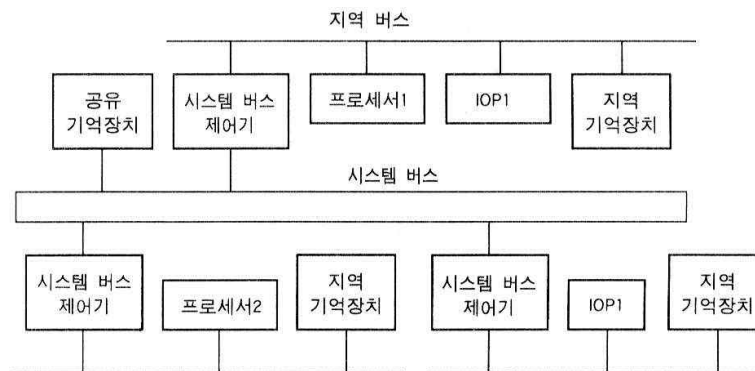 지역 버스
공유
기억장치
시스템 버스
제어기
프로세서1
IOP1
지역
기억장치
시스템 버스
시스템 버스
제어기
프로세서2
지역
기억장치
시스템 버스
제어기
IOP1
지역
기억장치